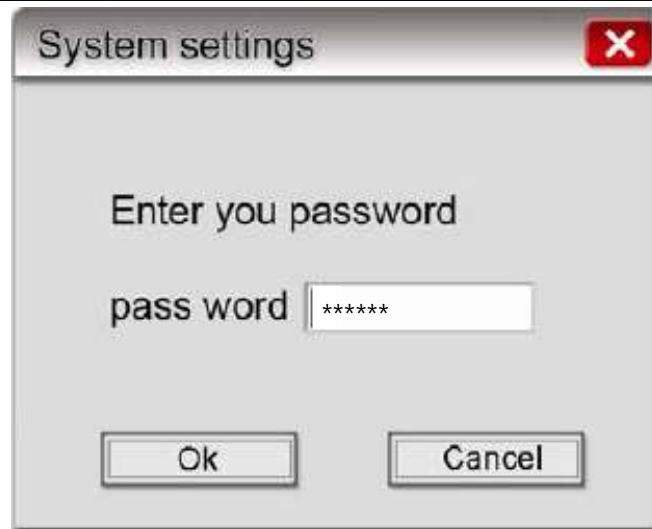 System settings
Enter you password
pass word ******
Ok Cancel